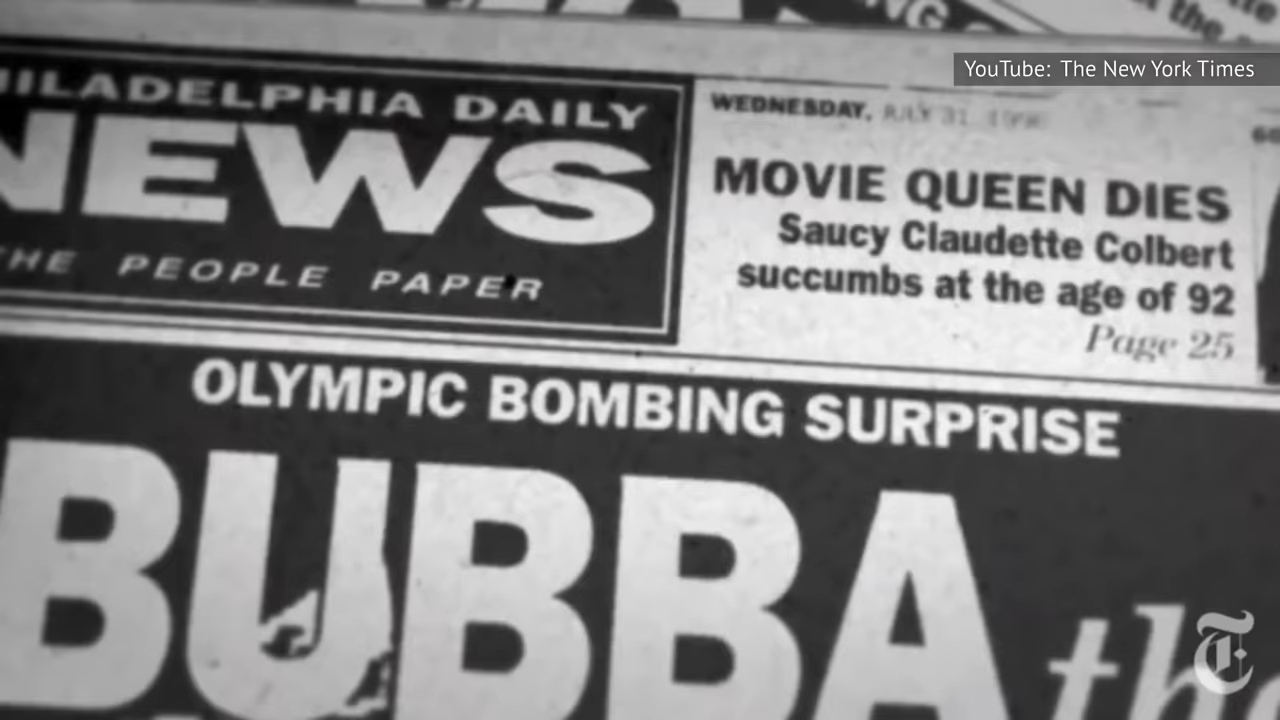 YouTube: The New York Times
HILADELPHIA DAILY
NEWS
THE PEOPLE PAPER
WEDNESDAY, JULY 31 1996
MOVIE QUEEN DIES
Saucy Claudette Colbert
succumbs at the age of 92
Page 25
OLYMPIC BOMBING SURPRISE
BUBBA the